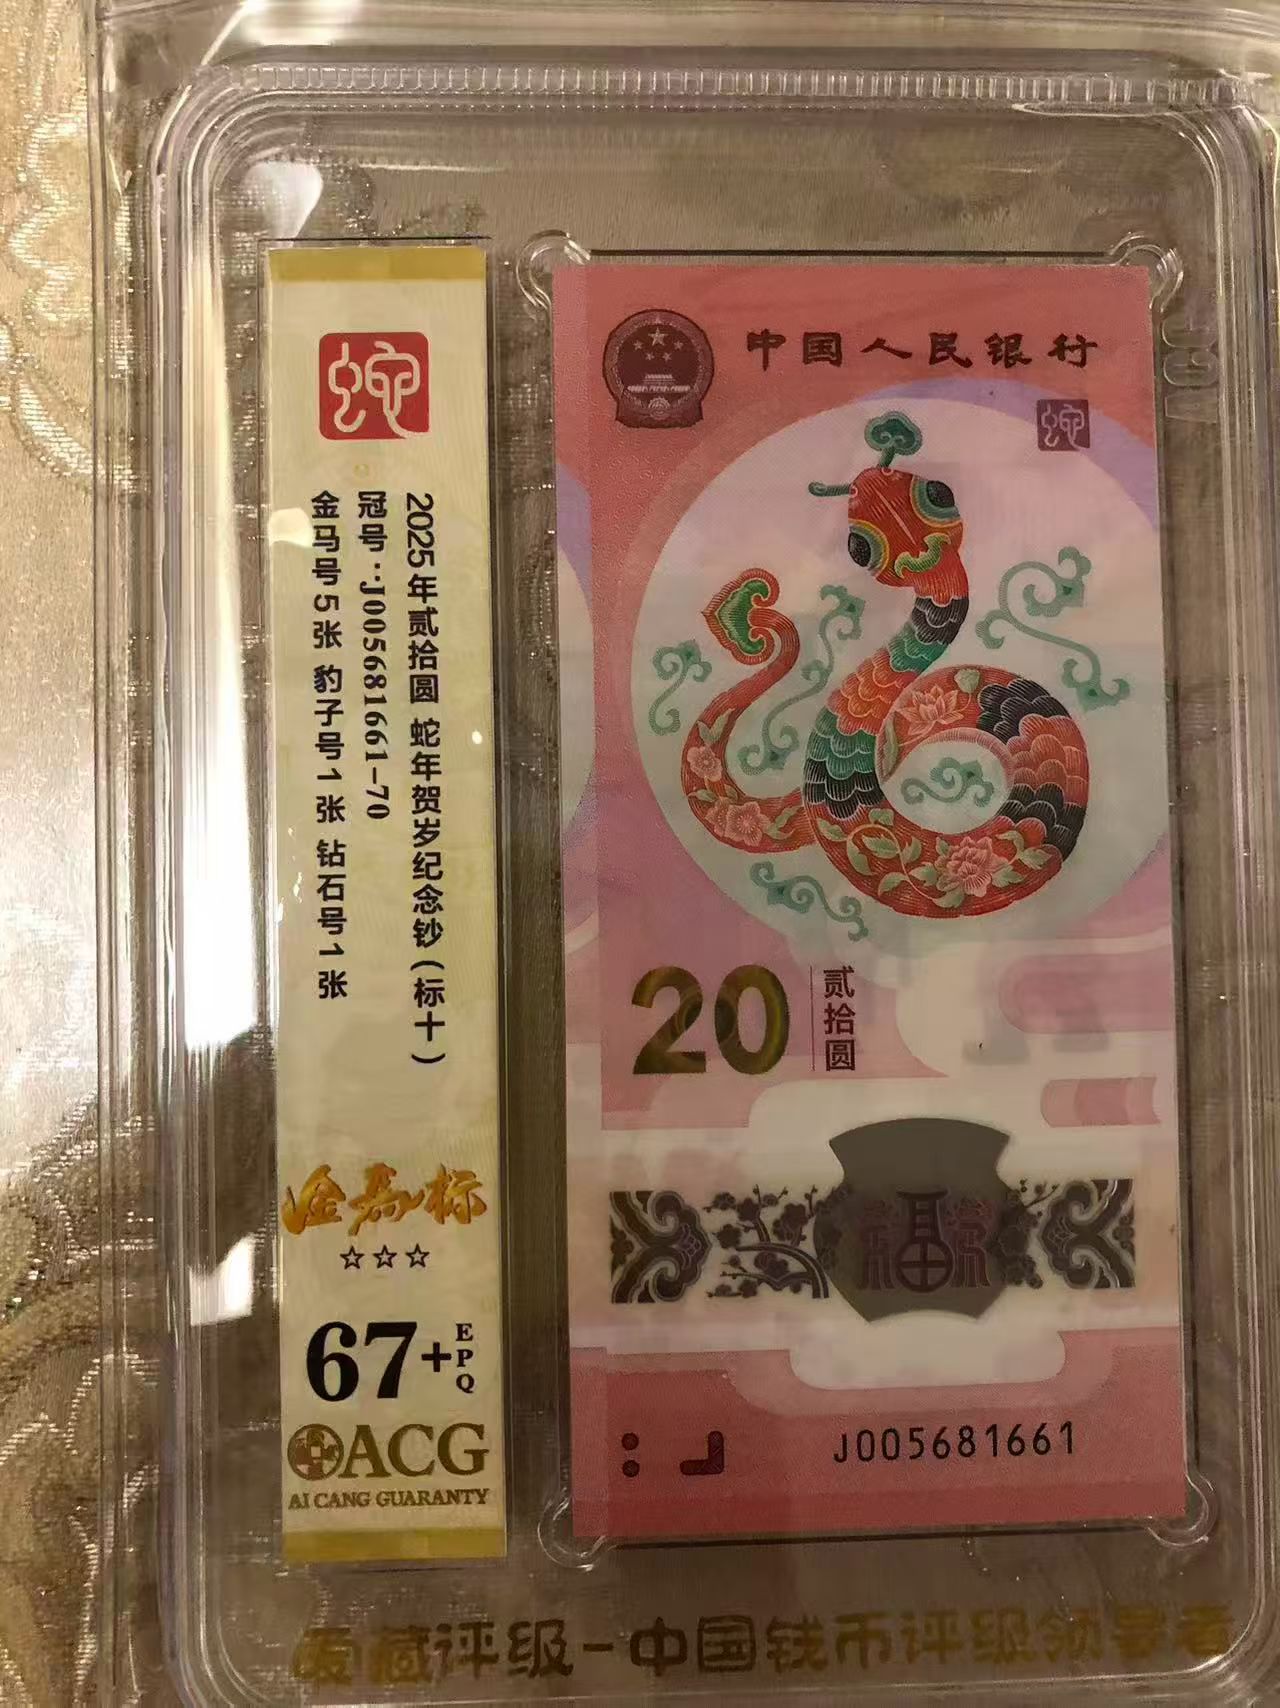 蛇
2025年贰拾圆 蛇年贺岁纪念钞(标十)
冠号:J005681661-70
金马号5张 豹子号1张 钻石号1张
金马标
☆☆☆
67+EPQ
ACG
AI CANG GUARANTY
中国人民银行
蛇
20
贰拾圆
福
J005681661
爱藏评级-中国钱币评级领导者